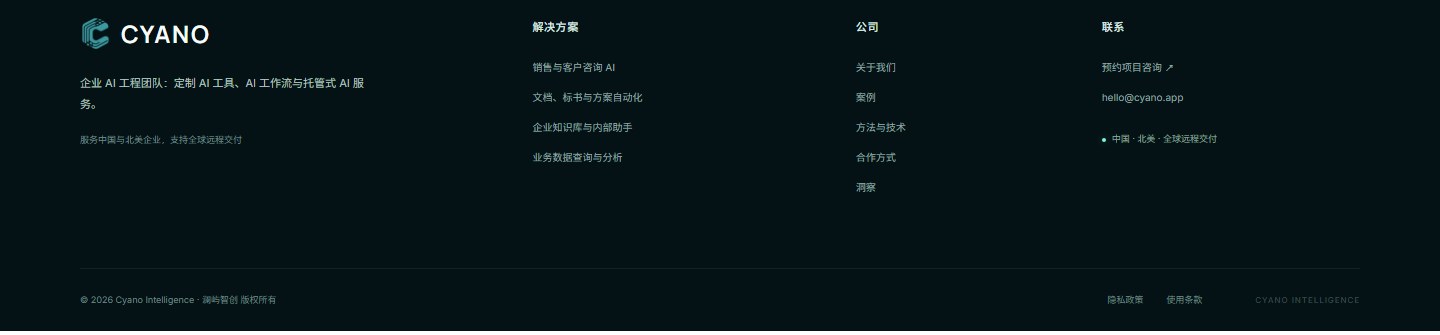 CYANO
企业 AI 工程团队：定制 AI 工具、AI 工作流与托管式 AI 服
务。
服务中国与北美企业，支持全球远程交付
解决方案
销售与客户咨询 AI
文档、标书与方案自动化
企业知识库与内部助手
业务数据查询与分析
公司
关于我们
案例
方法与技术
合作方式
洞察
联系
预约项目咨询 ↗
hello@cyano.app
中国 · 北美 · 全球远程交付
© 2026 Cyano Intelligence · 澜屿智创 版权所有
隐私政策
使用条款
CYANO INTELLIGENCE